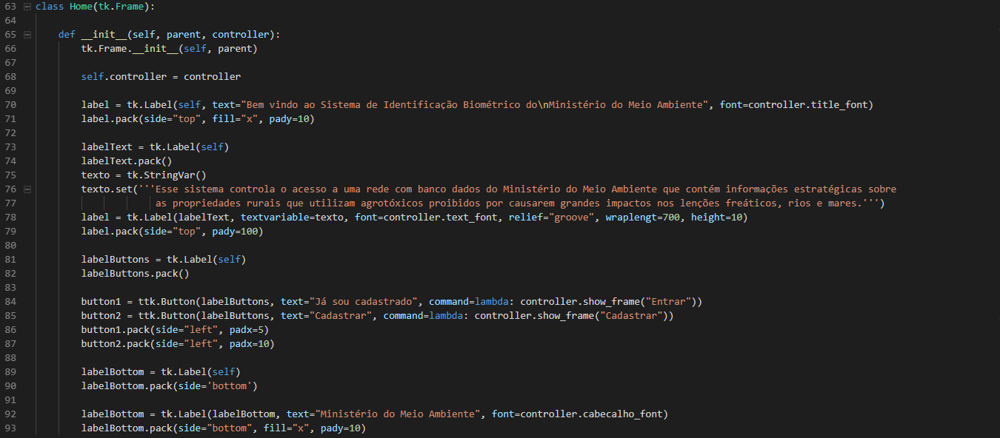 63 class Home(tk.Frame):
64
65     def __init__(self, parent, controller):
66         tk.Frame.__init__(self, parent)
67
68         self.controller = controller
69
70         label = tk.Label(self, text="Bem vindo ao Sistema de Identificação Biométrico do\nMinistério do Meio Ambiente", font=controller.title_font)
71         label.pack(side="top", fill="x", pady=10)
72
73         labelText = tk.Label(self)
74         labelText.pack()
75         texto = tk.StringVar()
76         texto.set('''Esse sistema controla o acesso a uma rede com banco dados do Ministério do Meio Ambiente que contém informações estratégicas sobre
77                      as propriedades rurais que utilizam agrotóxicos proibidos por causarem grandes impactos nos lenções freáticos, rios e mares.''')
78         label = tk.Label(labelText, textvariable=texto, font=controller.text_font, relief="groove", wraplengt=700, height=10)
79         label.pack(side="top", pady=100)
80
81         labelButtons = tk.Label(self)
82         labelButtons.pack()
83
84         button1 = ttk.Button(labelButtons, text="Já sou cadastrado", command=lambda: controller.show_frame("Entrar"))
85         button2 = ttk.Button(labelButtons, text="Cadastrar", command=lambda: controller.show_frame("Cadastrar"))
86         button1.pack(side="left", padx=5)
87         button2.pack(side="left", padx=10)
88
89         labelBottom = tk.Label(self)
90         labelBottom.pack(side='bottom')
91
92         labelBottom = tk.Label(labelBottom, text="Ministério do Meio Ambiente", font=controller.cabecalho_font)
93         labelBottom.pack(side="bottom", fill="x", pady=10)